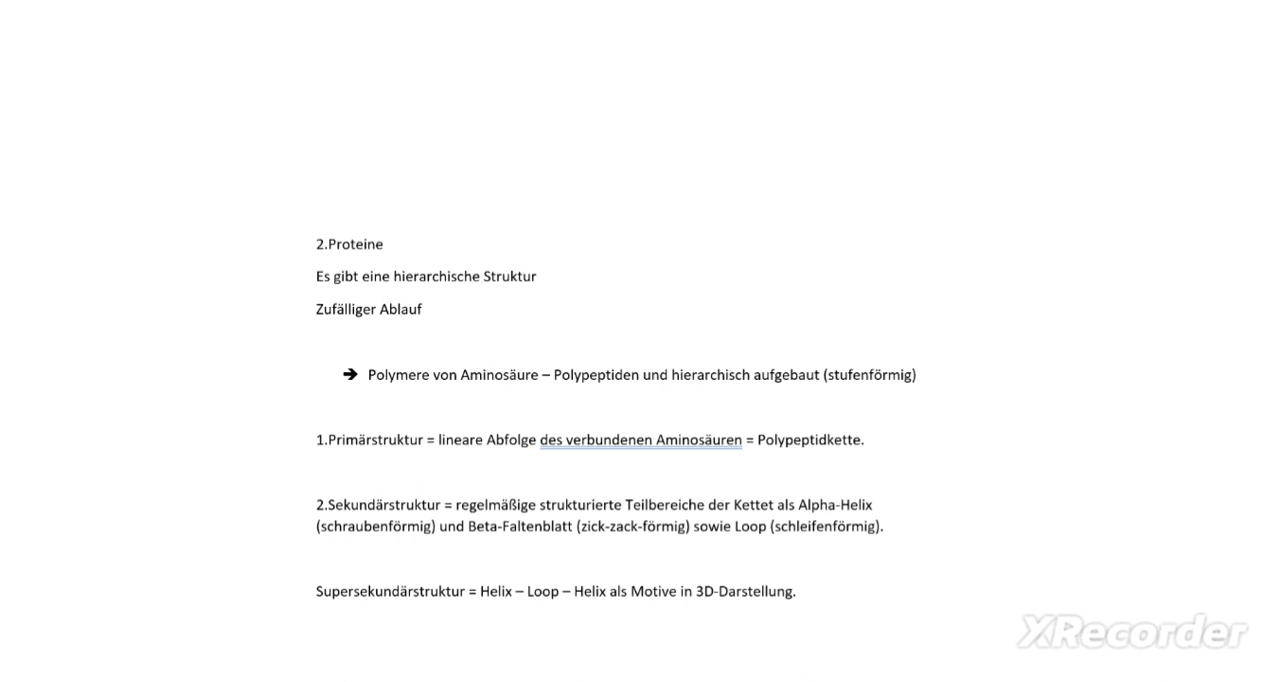 2.Proteine
Es gibt eine hierarchische Struktur
Zufälliger Ablauf
➔ Polymere von Aminosäure – Polypeptiden und hierarchisch aufgebaut (stufenförmig)
1.Primärstruktur = lineare Abfolge des verbundenen Aminosäuren = Polypeptidkette.
2.Sekundärstruktur = regelmäßige strukturierte Teilbereiche der Kettet als Alpha-Helix
(schraubenförmig) und Beta-Faltenblatt (zick-zack-förmig) sowie Loop (schleifenförmig).
Supersekundärstruktur = Helix – Loop – Helix als Motive in 3D-Darstellung.
XRecorder